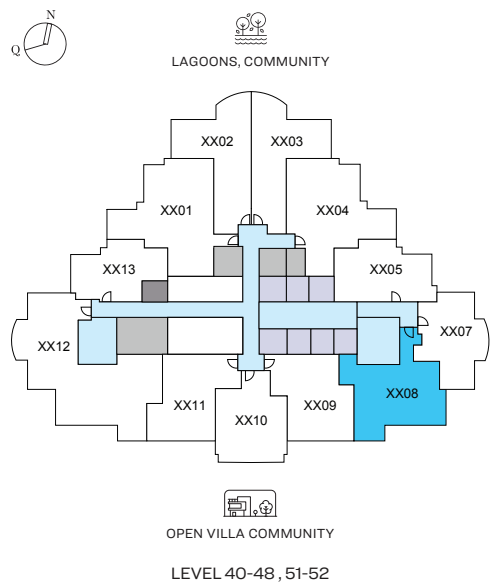 N
Q
LAGOONS, COMMUNITY
XX02
XX03
XX01
XX04
XX13
XX05
XX12
XX07
XX08
XX11
XX09
XX10
OPEN VILLA COMMUNITY
LEVEL 40-48 , 51-52